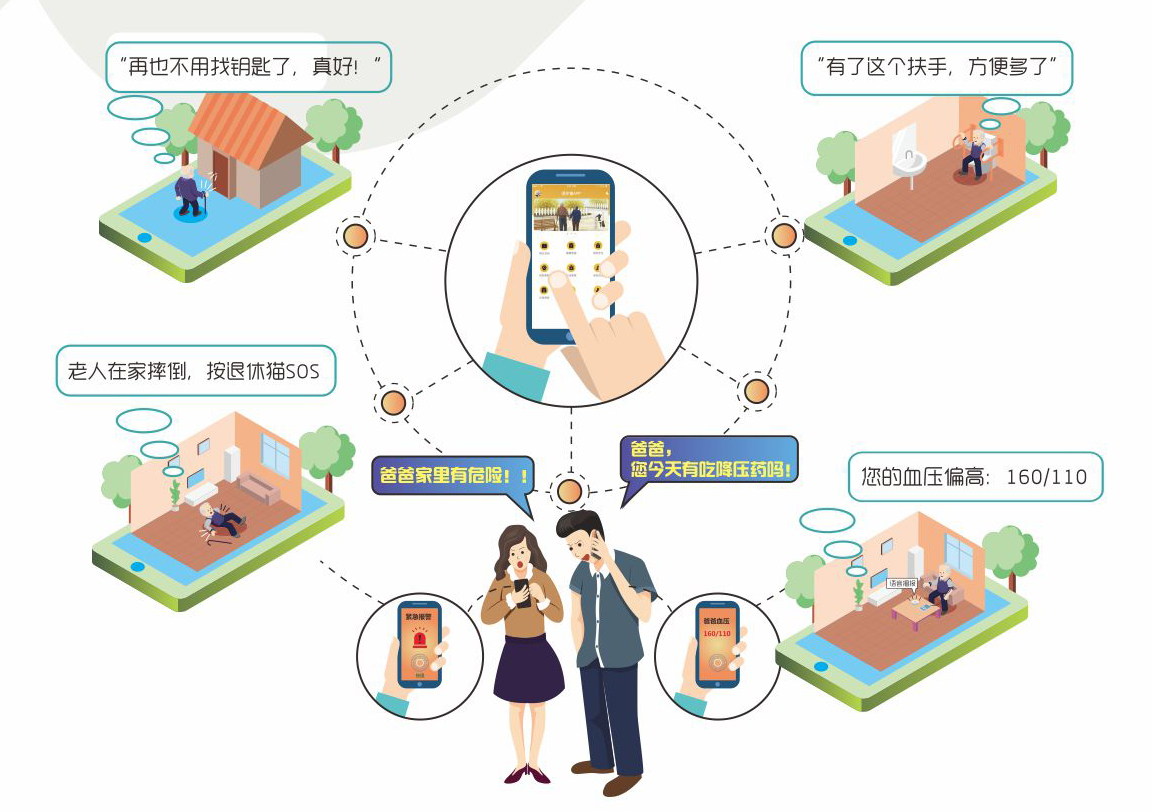 “再也不用找钥匙了，真好！“
“有了这个扶手，方便多了”
老人在家摔倒，按退休猫SOS
爸爸家里有危险！！
爸爸，
您今天有吃降压药吗！
您的血压偏高：160/110
语音播报
紧急报警
爸爸血压
160/110